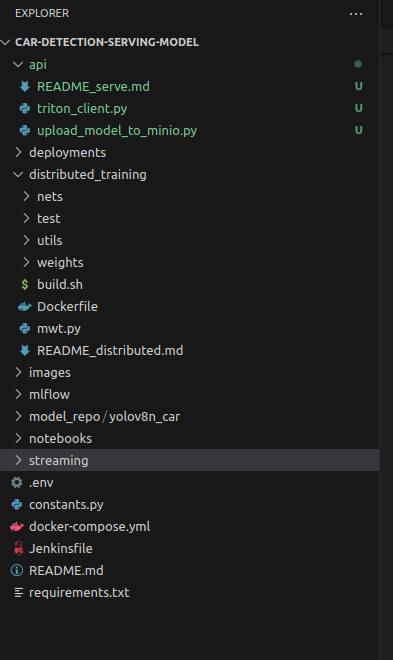 EXPLORER
CAR-DETECTION-SERVING-MODEL
api
README_serve.md U
triton_client.py U
upload_model_to_minio.py U
deployments
distributed_training
nets
test
utils
weights
$ build.sh
Dockerfile
mwt.py
README_distributed.md
images
mlflow
model_repo / yolov8n_car
notebooks
streaming
.env
constants.py
docker-compose.yml
Jenkinsfile
README.md
requirements.txt